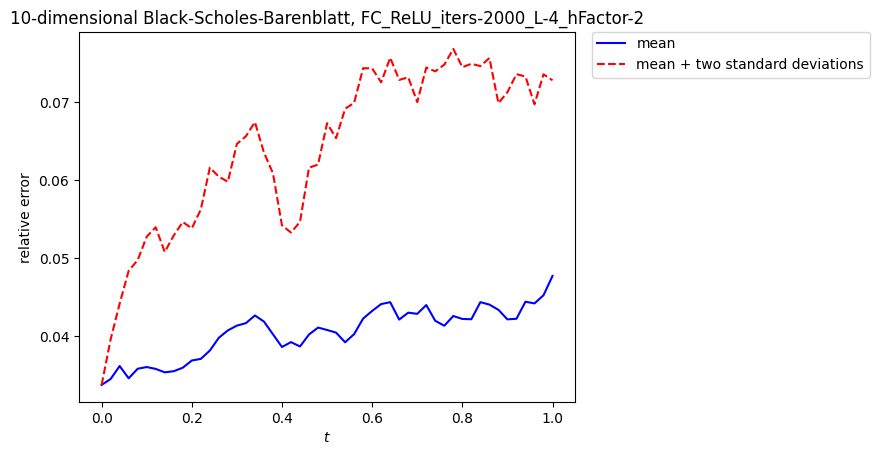 10-dimensional Black-Scholes-Barenblatt, FC_ReLU_iters-2000_L-4_hFactor-2
mean
mean + two standard deviations
0.07
0.06
0.05
0.04
relative error
0.0 0.2 0.4 0.6 0.8 1.0
t